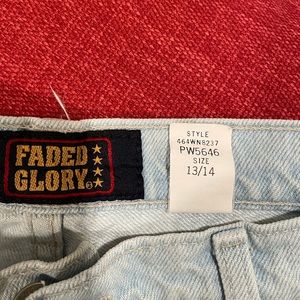 FADED
GLORY®
STYLE
464WN8237
PW5646
SIZE
13/14